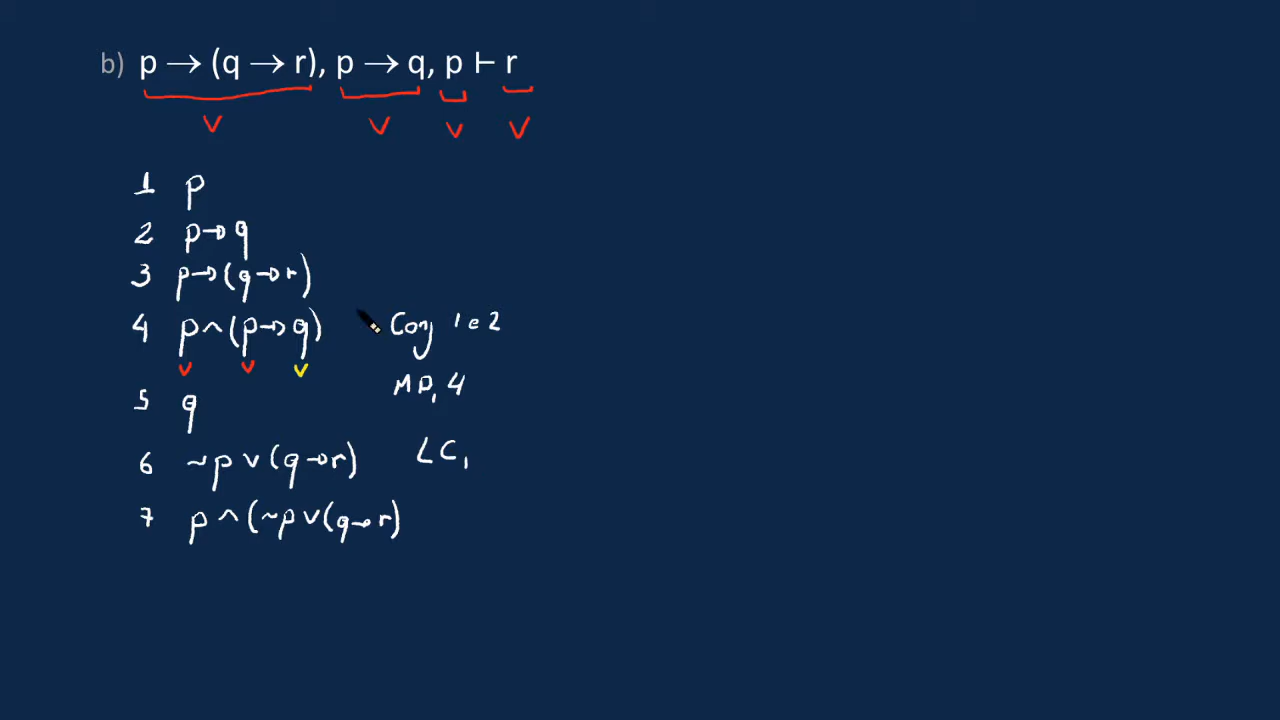 b) p → (q → r), p → q, p ⊢ r
V V V V
1 p
2 p→q
3 p→(q→r)
4 p∧(p→q) Conj 1 e 2
V V V
5 q MP, 4
6 ~p∨(q→r) LC,
7 p∧(~p∨(q→r)